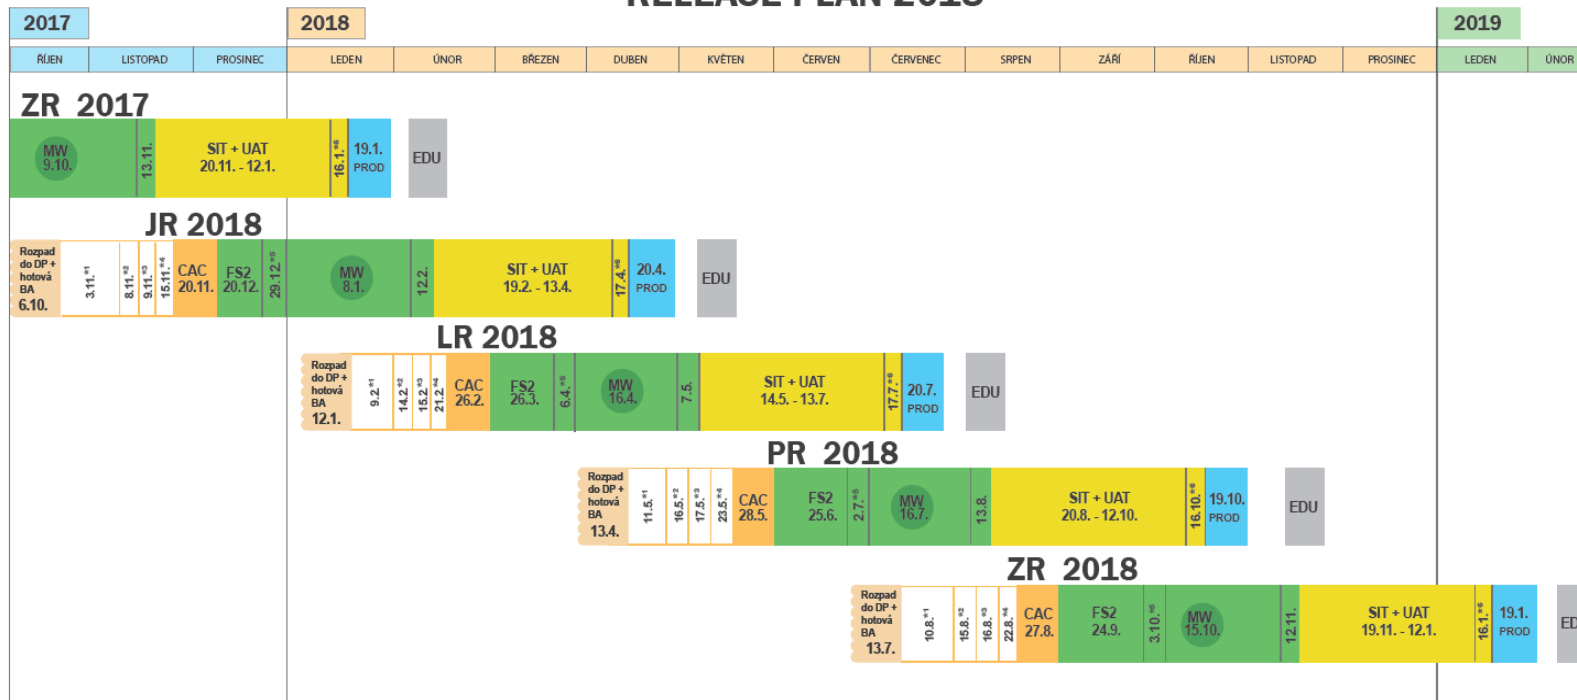 RELEASE PLAN 2018
2017
2018
2019
ŘÍJEN LISTOPAD PROSINEC LEDEN ÚNOR BŘEZEN DUBEN KVĚTEN ČERVEN ČERVENEC SRPEN ZÁŘÍ ŘÍJEN LISTOPAD PROSINEC LEDEN ÚNOR
ZR 2017
MW
9.10.
13.11.
SIT + UAT
20.11. - 12.1.
16.1.*6
19.1.
PROD
EDU
JR 2018
Rozpad
do DP +
hotová
BA
6.10.
3.11.*1
8.11.*2
9.11.*3
15.11.*4
CAC
20.11.
FS2
20.12.
29.12.*5
MW
8.1.
12.2.
SIT + UAT
19.2. - 13.4.
17.4.*6
20.4.
PROD
EDU
LR 2018
Rozpad
do DP +
hotová
BA
12.1.
9.2.*1
14.2.*2
15.2.*3
21.2.*4
CAC
26.2.
FS2
26.3.
6.4.*5
MW
16.4.
7.5.
SIT + UAT
14.5. - 13.7.
17.7.*6
20.7.
PROD
EDU
PR 2018
Rozpad
do DP +
hotová
BA
13.4.
11.5.*1
16.5.*2
17.5.*3
23.5.*4
CAC
28.5.
FS2
25.6.
2.7.*5
MW
16.7.
13.8.
SIT + UAT
20.8. - 12.10.
16.10.*6
19.10.
PROD
EDU
ZR 2018
Rozpad
do DP +
hotová
BA
13.7.
10.8.*1
15.8.*2
16.8.*3
22.8.*4
CAC
27.8.
FS2
24.9.
3.10.*5
MW
15.10.
12.11.
SIT + UAT
19.11. - 12.1.
16.1.*6
19.1.
PROD
ED